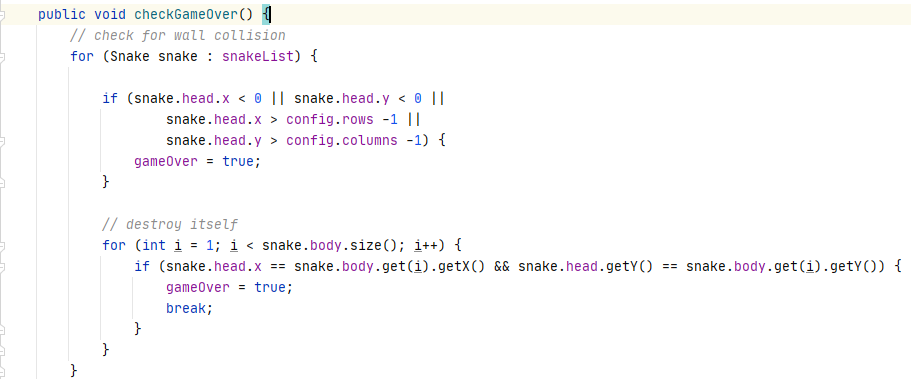 public void checkGameOver() {
// check for wall collision
for (Snake snake : snakeList) {
if (snake.head.x < 0 || snake.head.y < 0 ||
snake.head.x > config.rows -1 ||
snake.head.y > config.columns -1) {
gameOver = true;
}
// destroy itself
for (int i = 1; i < snake.body.size(); i++) {
if (snake.head.x == snake.body.get(i).getX() && snake.head.getY() == snake.body.get(i).getY()) {
gameOver = true;
break;
}
}
}